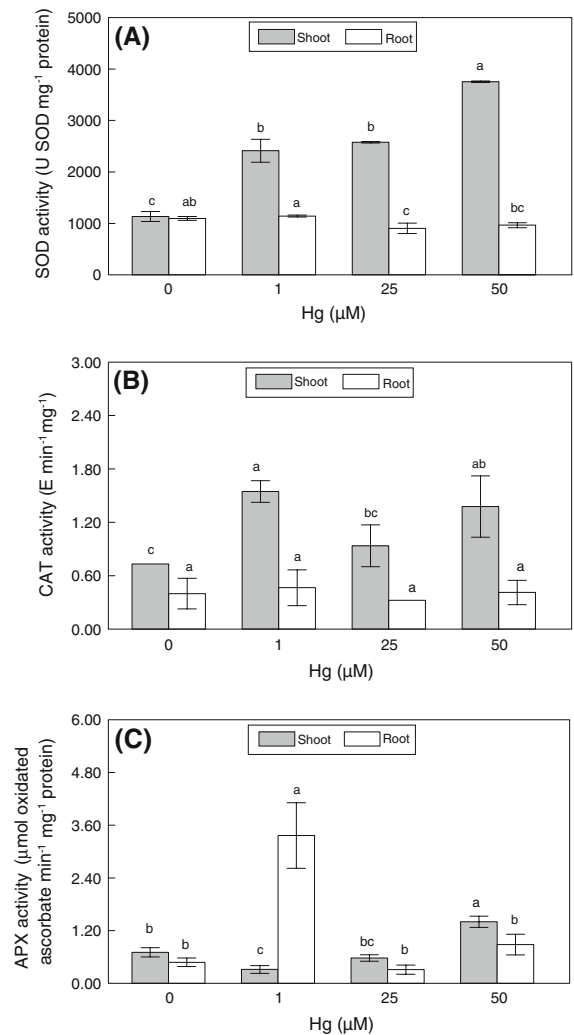 (A)
Shoot Root
SOD activity (U SOD mg⁻¹ protein)
5000
4000
3000
2000
1000
0
c ab b a b c a bc
0 1 25 50
Hg (µM)
(B)
Shoot Root
CAT activity (E min⁻¹ mg⁻¹)
3.00
2.40
1.80
1.20
0.60
0.00
c a a a bc a ab a
0 1 25 50
Hg (µM)
(C)
Shoot Root
APX activity (µmol oxidated
ascorbate min⁻¹ mg⁻¹ protein)
6.00
4.80
3.60
2.40
1.20
0.00
b b c a bc b a b
0 1 25 50
Hg (µM)